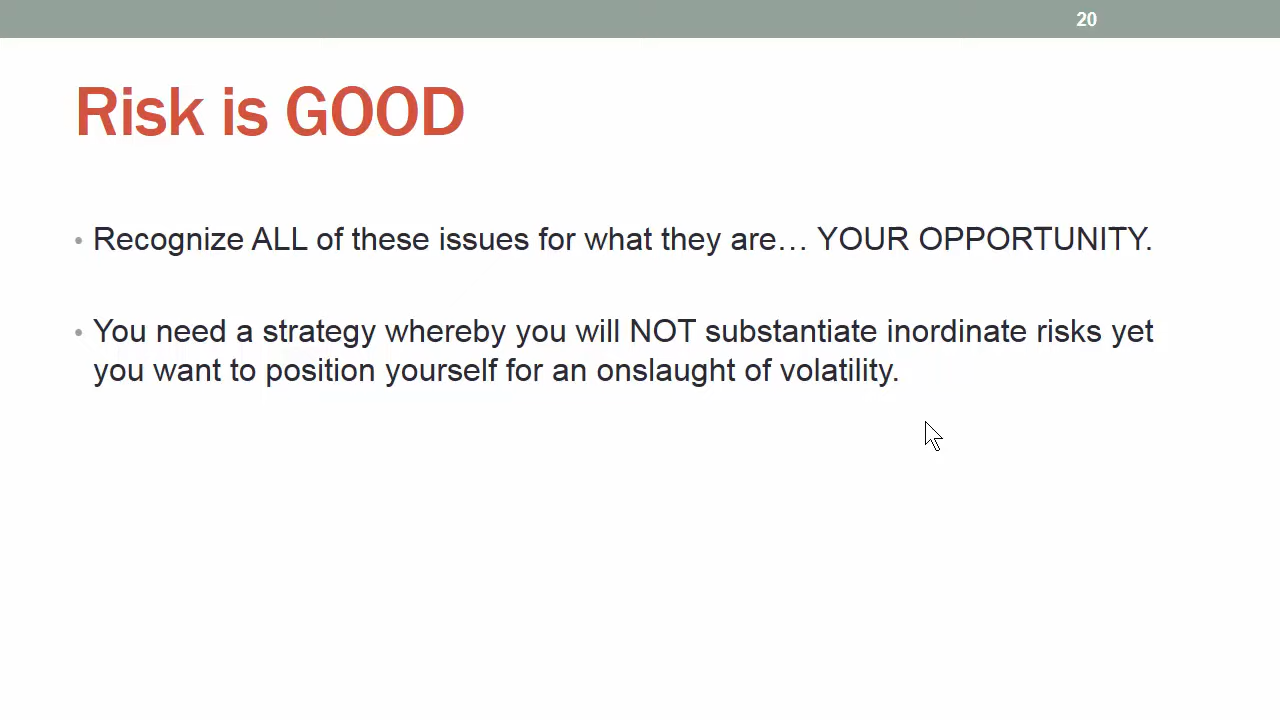 20
Risk is GOOD
• Recognize ALL of these issues for what they are… YOUR OPPORTUNITY.
• You need a strategy whereby you will NOT substantiate inordinate risks yet
you want to position yourself for an onslaught of volatility.